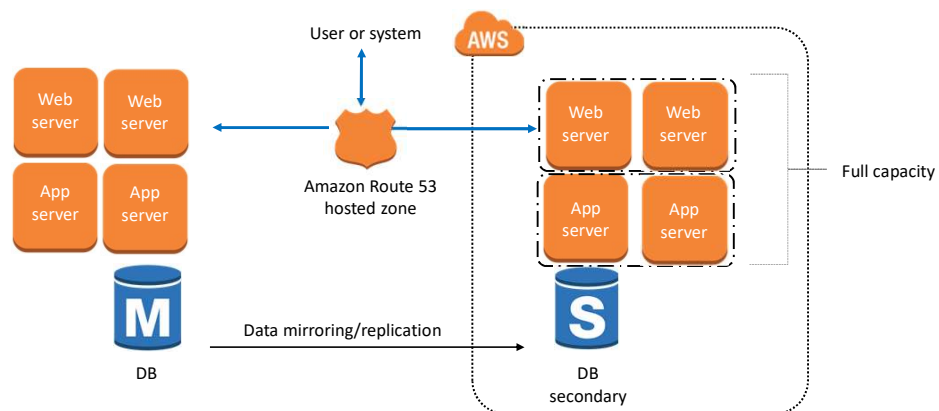 User or system
AWS
Web
server
Web
server
App
server
App
server
Amazon Route 53
hosted zone
Web
server
Web
server
App
server
App
server
Full capacity
M
DB
Data mirroring/replication
S
DB
secondary